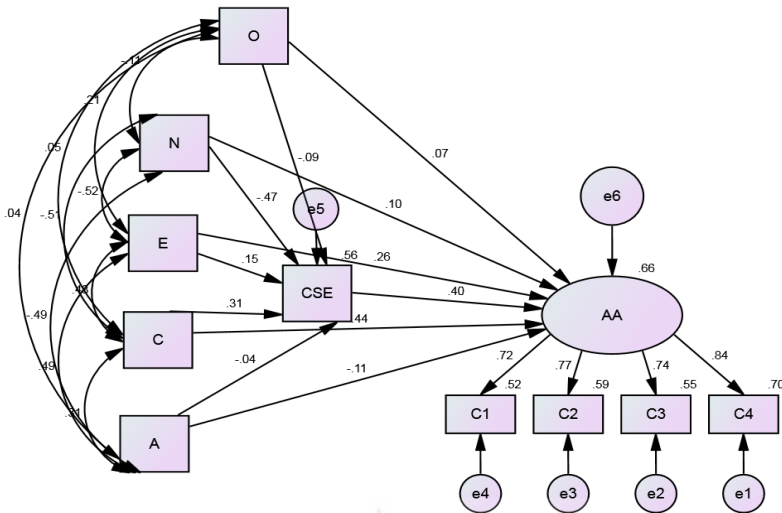 O
-.11
.21
N
.07
e6
.05
-.09
-.52
-.47
.10
e5
.04
-.51
E
.56
.26
.66
.15
CSE
.40
AA
.31
-.49
C
.44
.72
.77
.74
.84
-.04
.49
-.11
.52
.59
.55
.70
C1
C2
C3
C4
A
e4
e3
e2
e1